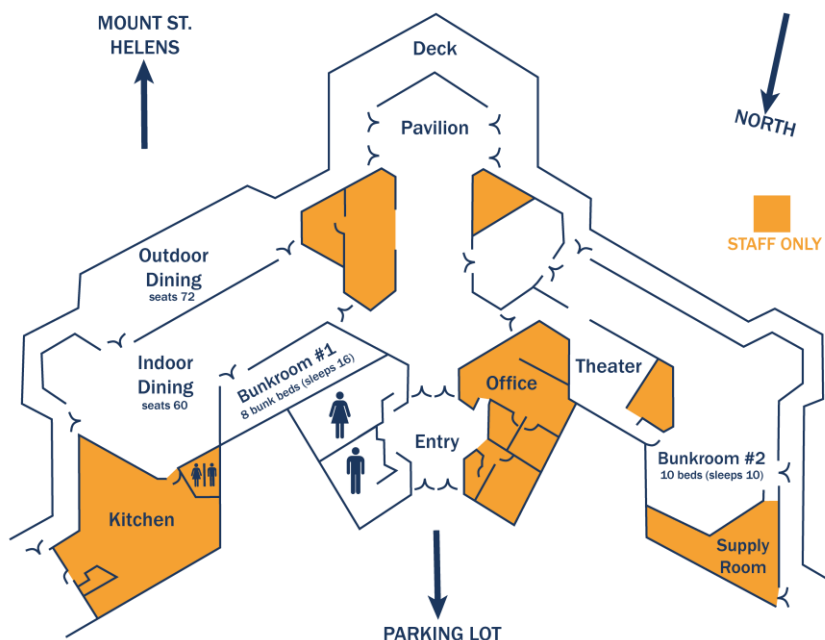 MOUNT ST.
HELENS
Deck
NORTH
Pavilion
STAFF ONLY
Outdoor
Dining
seats 72
Indoor
Dining
seats 60
Bunkroom #1
8 bunk beds (sleeps 16)
Office
Theater
Entry
Bunkroom #2
10 beds (sleeps 10)
Kitchen
Supply
Room
PARKING LOT